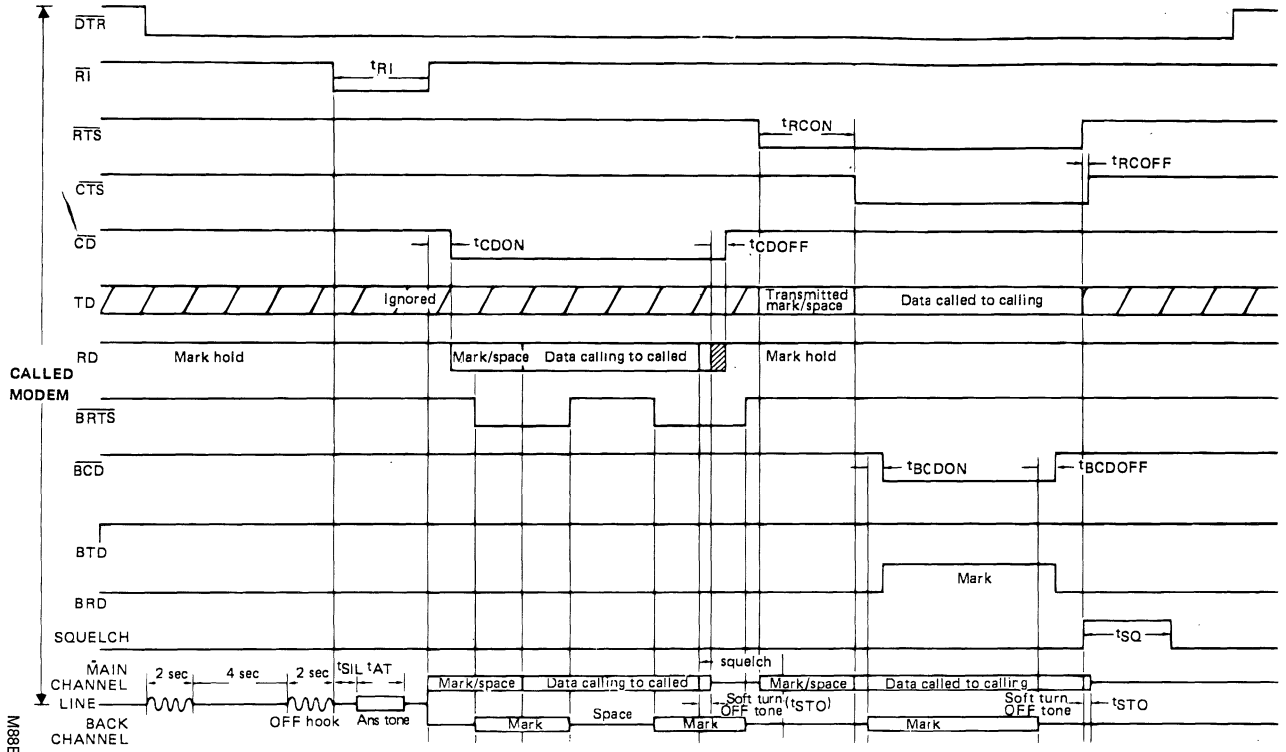 DTR
RI
tRI
RTS
tRCON
tRCOFF
CTS
CD
tCDON
tCDOFF
TD
Ignored
Transmitted
mark/space
Data called to calling
RD
Mark hold
Mark/space
Data calling to called
Mark hold
CALLED
MODEM
BRTS
BCD
tBCDON
tBCDOFF
BTD
BRD
Mark
SQUELCH
tSQ
MAIN
CHANNEL
2 sec
4 sec
2 sec
tSIL
tAT
squelch
Mark/space
Data calling to called
Mark/space
Data called to calling
LINE
OFF hook
Ans tone
Space
Soft turn
OFF tone
(tSTO)
Soft turn
OFF tone
tSTO
BACK
CHANNEL
Mark
Mark
Mark